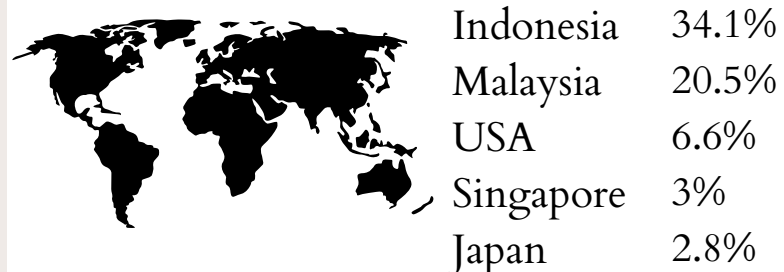 Indonesia 34.1%
Malaysia 20.5%
USA 6.6%
Singapore 3%
Japan 2.8%